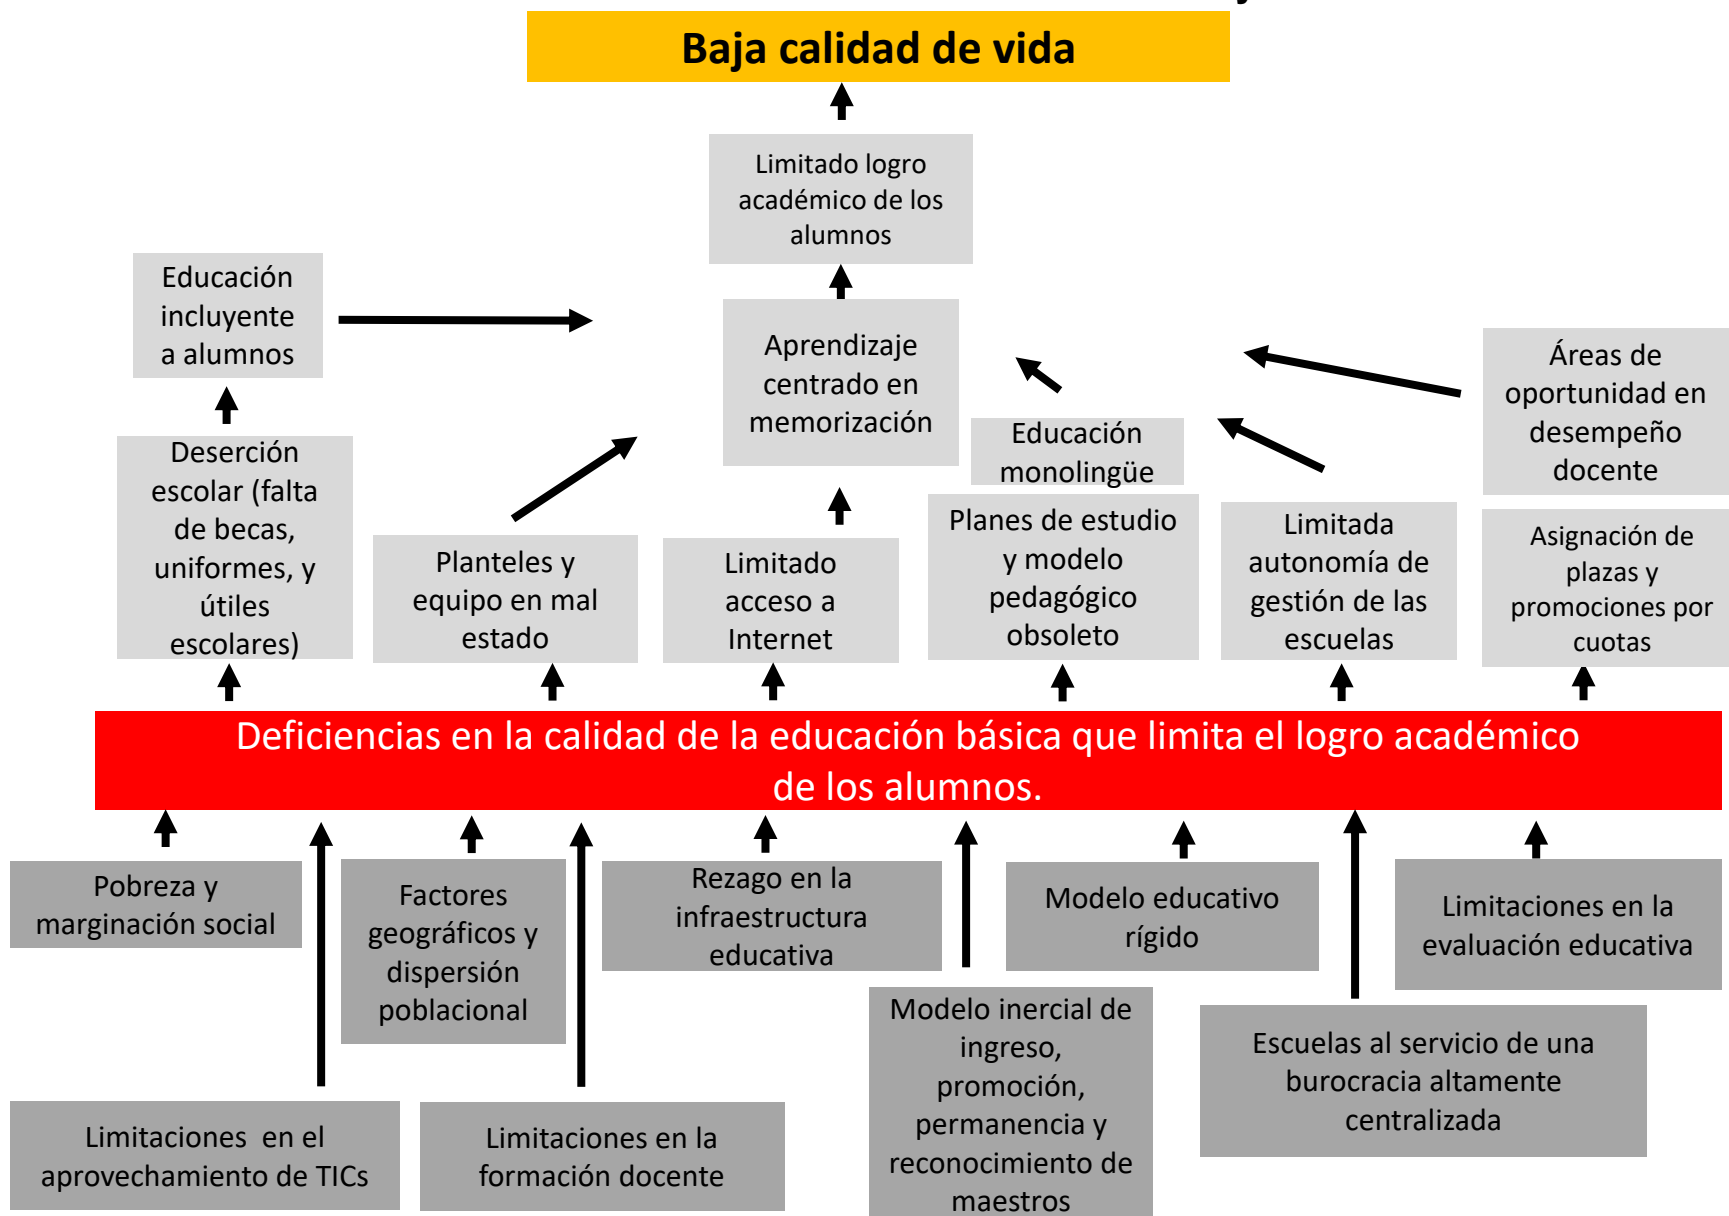 Baja calidad de vida
Limitado logro
académico de los
alumnos
Educación
incluyente
a alumnos
Aprendizaje
centrado en
memorización
Áreas de
oportunidad en
desempeño
docente
Educación
monolingüe
Deserción
escolar (falta
de becas,
uniformes, y
útiles
escolares)
Planteles y
equipo en mal
estado
Limitado
acceso a
Internet
Planes de estudio
y modelo
pedagógico
obsoleto
Limitada
autonomía de
gestión de las
escuelas
Asignación de
plazas y
promociones por
cuotas
Deficiencias en la calidad de la educación básica que limita el logro académico
de los alumnos.
Pobreza y
marginación social
Factores
geográficos y
dispersión
poblacional
Rezago en la
infraestructura
educativa
Modelo educativo
rígido
Limitaciones en la
evaluación educativa
Limitaciones  en el
aprovechamiento de TICs
Limitaciones en la
formación docente
Modelo inercial de
ingreso,
promoción,
permanencia y
reconocimiento de
maestros
Escuelas al servicio de una
burocracia altamente
centralizada